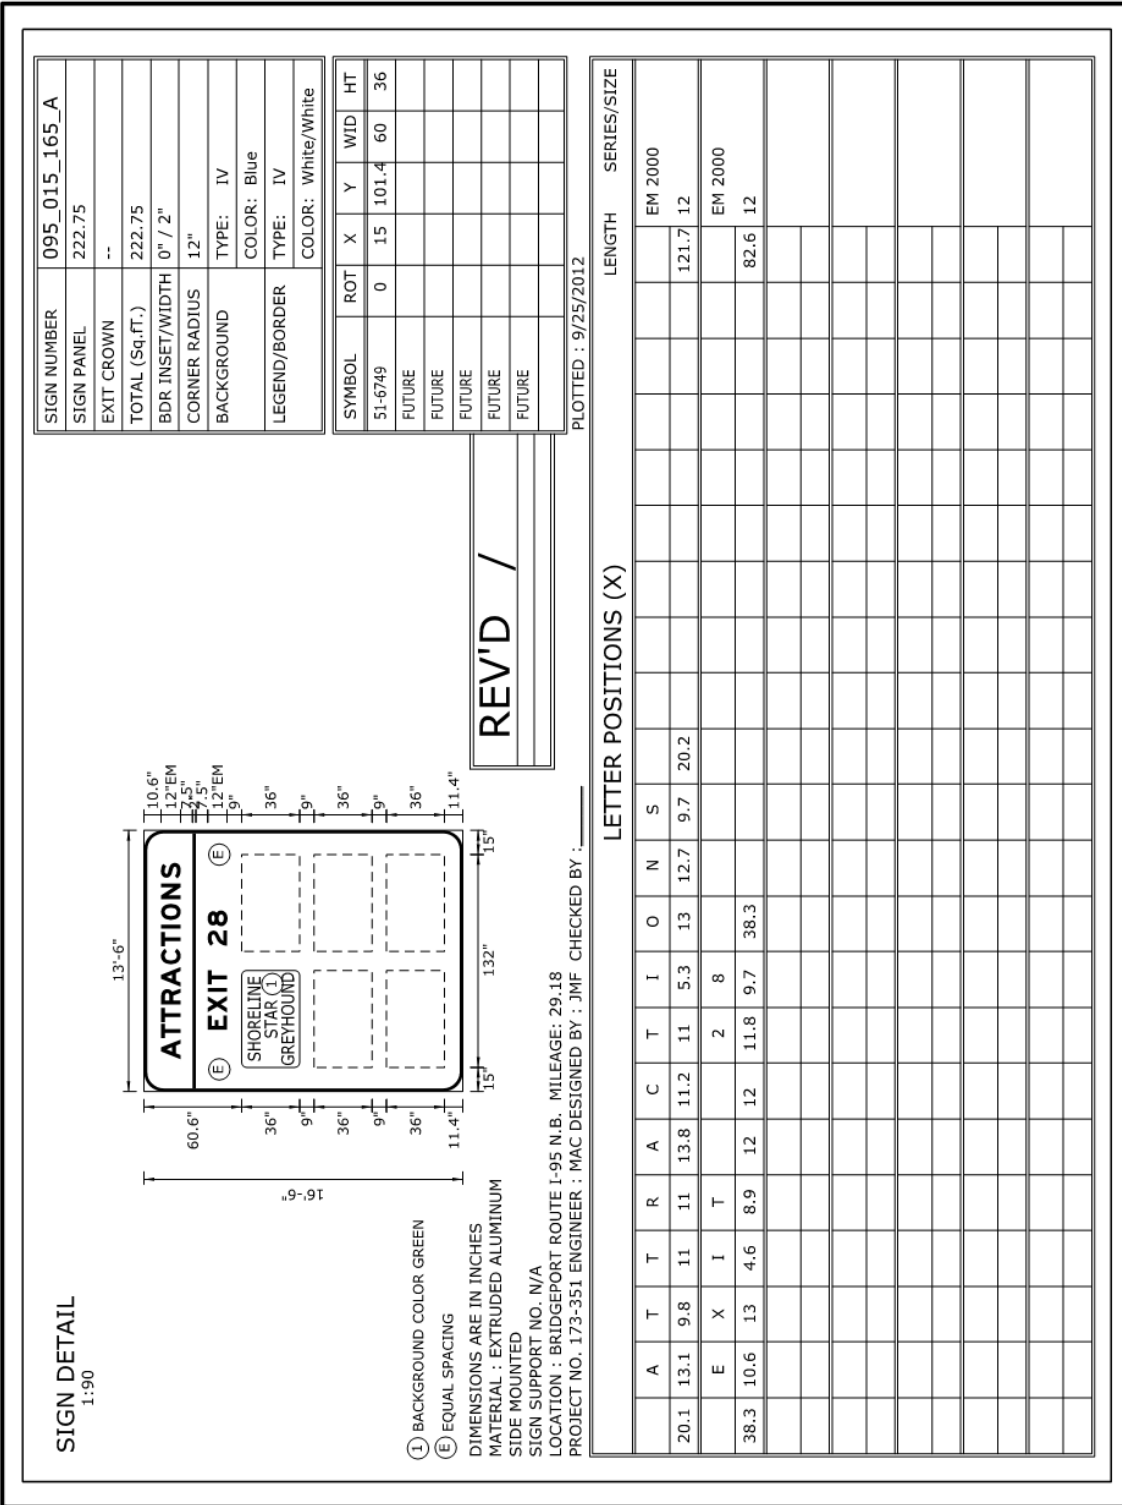 SIGN DETAIL
1:90
13'-6"
16'-6"
60.6"
36"
9"
36"
9"
36"
11.4"
ATTRACTIONS
E EXIT 28 E
SHORELINE
STAR 1
GREYHOUND
10.6"
12"EM
7.5"
2"
7.5"
12"EM
9"
36"
9"
36"
9"
36"
11.4"
15" 132" 15"
1 BACKGROUND COLOR GREEN
E EQUAL SPACING
DIMENSIONS ARE IN INCHES
MATERIAL : EXTRUDED ALUMINUM
SIDE MOUNTED
SIGN SUPPORT NO. N/A
LOCATION : BRIDGEPORT ROUTE I-95 N.B. MILEAGE: 29.18
PROJECT NO. 173-351 ENGINEER : MAC DESIGNED BY : JMF CHECKED BY :
REV'D /
SIGN NUMBER 095_015_165_A
SIGN PANEL 222.75
EXIT CROWN --
TOTAL (Sq.fT.) 222.75
BDR INSET/WIDTH 0" / 2"
CORNER RADIUS 12"
BACKGROUND TYPE: IV
COLOR: Blue
LEGEND/BORDER TYPE: IV
COLOR: White/White
SYMBOL ROT X Y WID HT
51-6749 0 15 101.4 60 36
FUTURE
FUTURE
FUTURE
FUTURE
FUTURE
PLOTTED : 9/25/2012
LETTER POSITIONS (X) LENGTH SERIES/SIZE
A T T R A C T I O N S EM 2000
20.1 13.1 9.8 11 11 13.8 11.2 11 5.3 13 12.7 9.7 20.2 121.7 12
E X I T 2 8 EM 2000
38.3 10.6 13 4.6 8.9 12 12 11.8 9.7 38.3 82.6 12